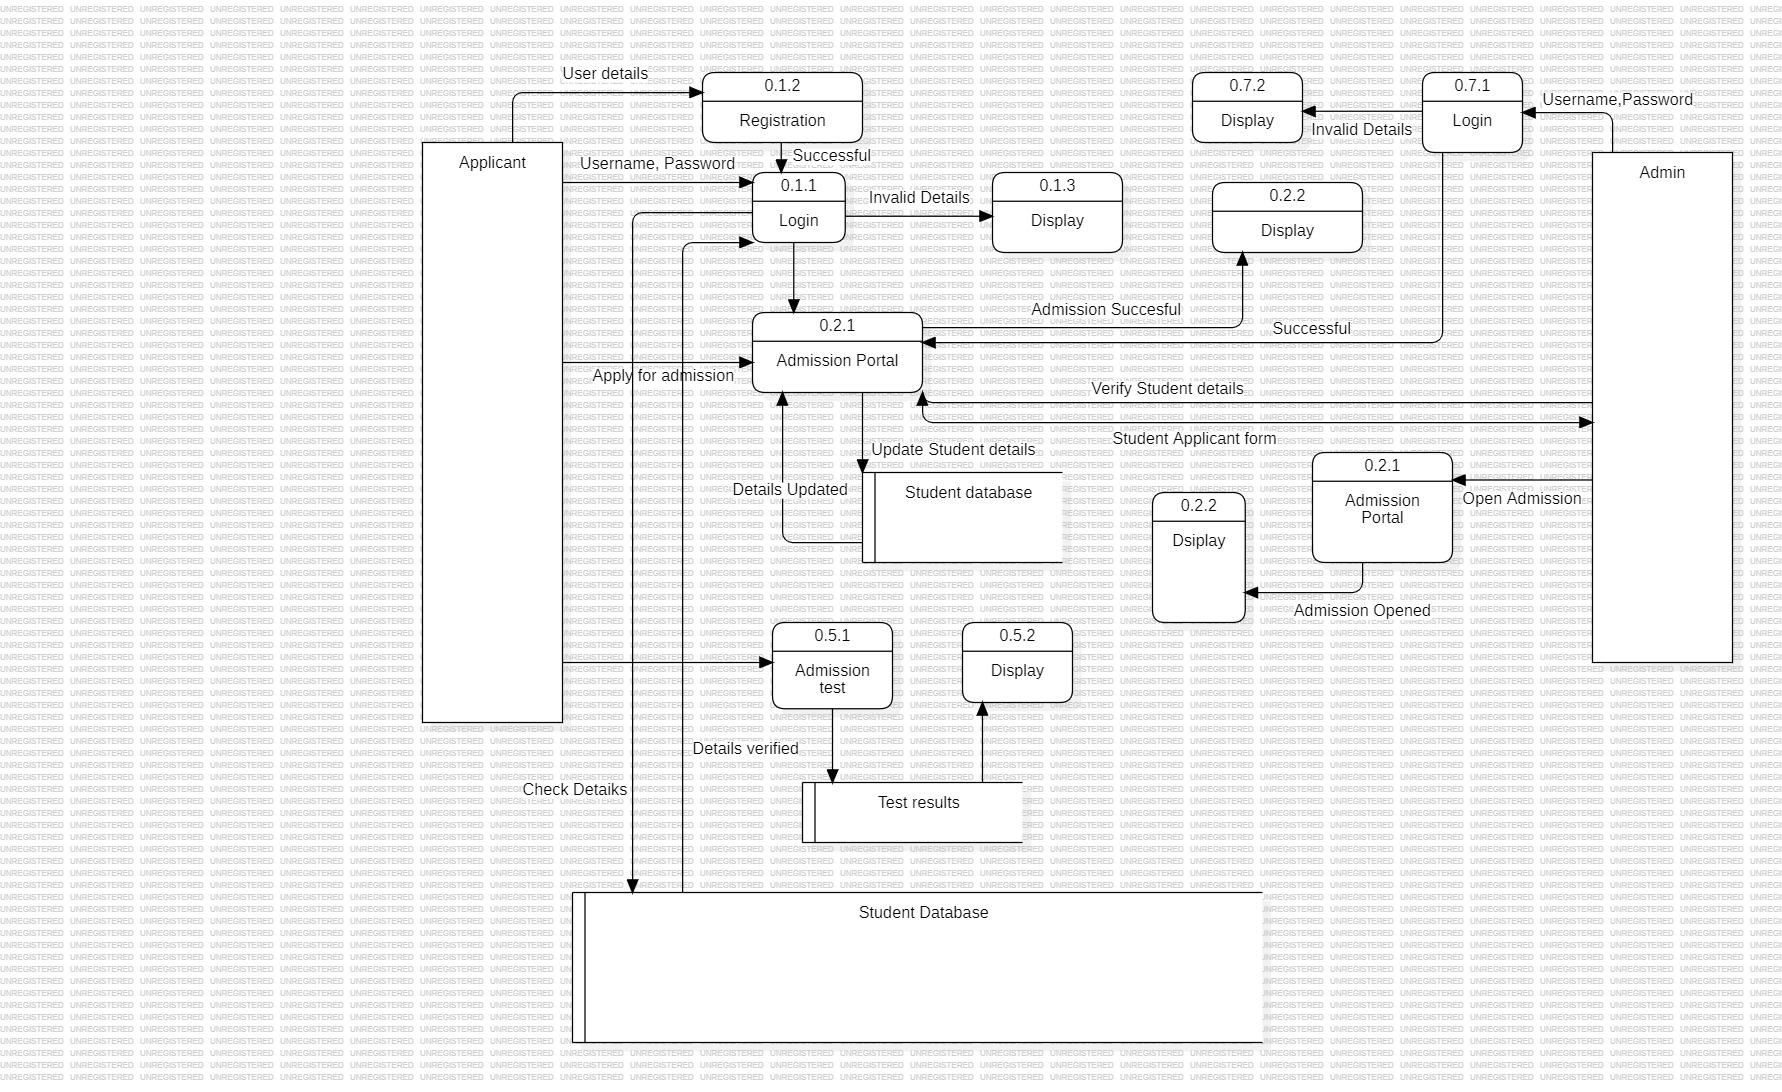 User details
0.1.2
Registration
0.7.2
Display
0.7.1
Login
Username,Password
Invalid Details
Applicant
Username, Password
Successful
0.1.1
Login
Invalid Details
0.1.3
Display
0.2.2
Display
Admin
Admission Succesful
Successful
0.2.1
Admission Portal
Apply for admission
Verify Student details
Student Applicant form
Update Student details
Details Updated
Student database
0.2.1
Admission
Portal
Open Admission
0.2.2
Dsiplay
Admission Opened
0.5.1
Admission
test
0.5.2
Display
Details verified
Check Detaiks
Test results
Student Database
UNREGISTERED